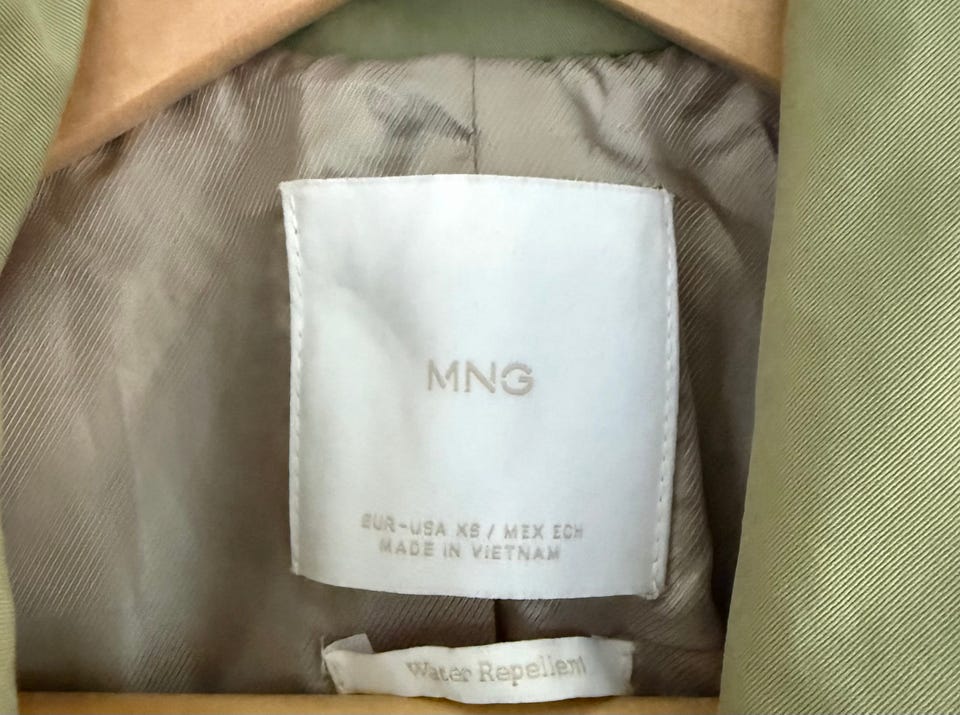 MNG
EUR-USA XS / MEX ECH
MADE IN VIETNAM
Water Repellent